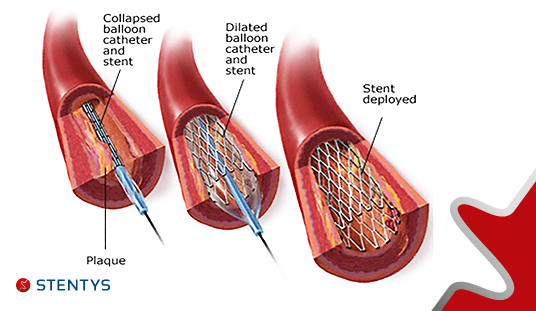 Collapsed
balloon catheter
and
stent
Dilated
balloon
catheter
and
stent
Stent
deployed
Plaque
STENTYS